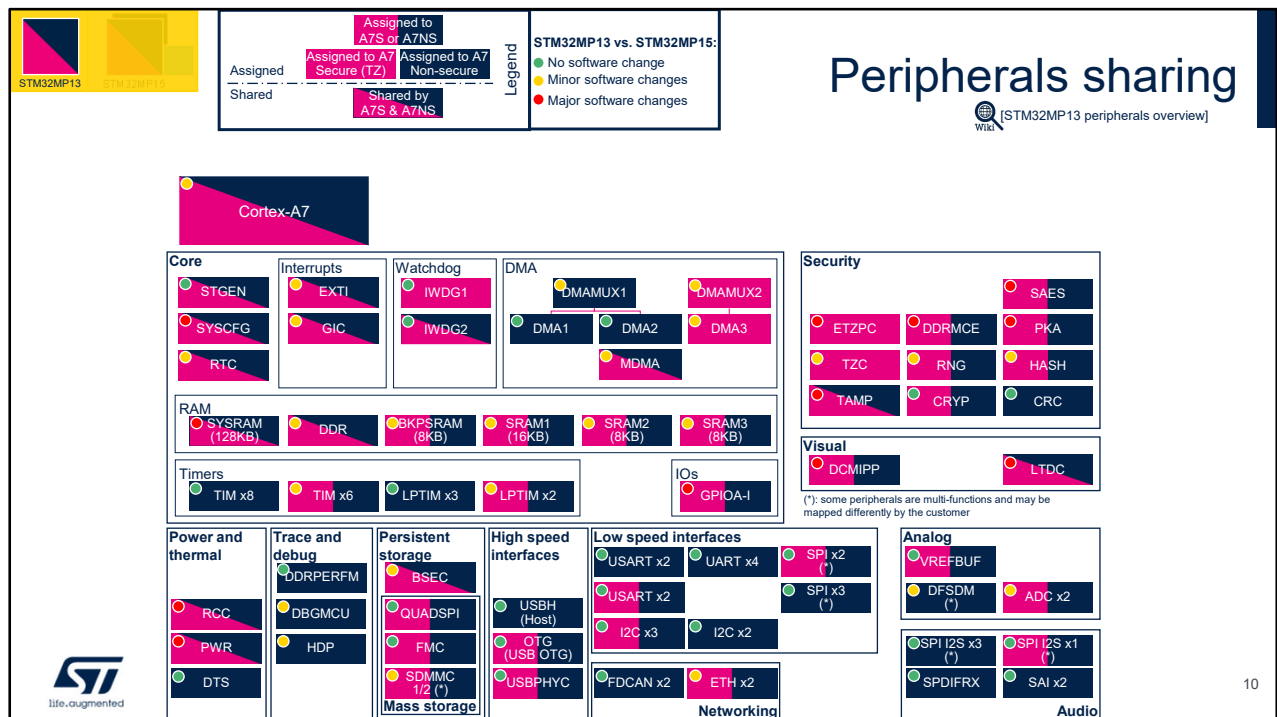 STM32MP13
STM32MP15
Assigned to
A7S or A7NS
Assigned to A7
Secure (TZ)
Assigned to A7
Non-secure
Assigned
Shared
Shared by
A7S & A7NS
Legend
STM32MP13 vs. STM32MP15:
No software change
Minor software changes
Major software changes
Peripherals sharing
Wiki
[STM32MP13 peripherals overview]
Cortex-A7
Core
STGEN
SYSCFG
RTC
Interrupts
EXTI
GIC
Watchdog
IWDG1
IWDG2
DMA
DMAMUX1
DMAMUX2
DMA1
DMA2
DMA3
MDMA
RAM
SYSRAM
(128KB)
DDR
BKPSRAM
(8KB)
SRAM1
(16KB)
SRAM2
(8KB)
SRAM3
(8KB)
Timers
TIM x8
TIM x6
LPTIM x3
LPTIM x2
IOs
GPIOA-I
Security
SAES
ETZPC
DDRMCE
PKA
TZC
RNG
HASH
TAMP
CRYP
CRC
Visual
DCMIPP
LTDC
(*): some peripherals are multi-functions and may be
mapped differently by the customer
Power and
thermal
RCC
PWR
DTS
Trace and
debug
DDRPERFM
DBGMCU
HDP
Persistent
storage
BSEC
QUADSPI
FMC
SDMMC
1/2 (*)
Mass storage
High speed
interfaces
USBH
(Host)
OTG
(USB OTG)
USBPHYC
Low speed interfaces
USART x2
UART x4
SPI x2
(*)
USART x2
SPI x3
(*)
I2C x3
I2C x2
FDCAN x2
ETH x2
Networking
Analog
VREFBUF
DFSDM
(*)
ADC x2
SPI I2S x3
(*)
SPI I2S x1
(*)
SPDIFRX
SAI x2
Audio
ST
life.augmented
10